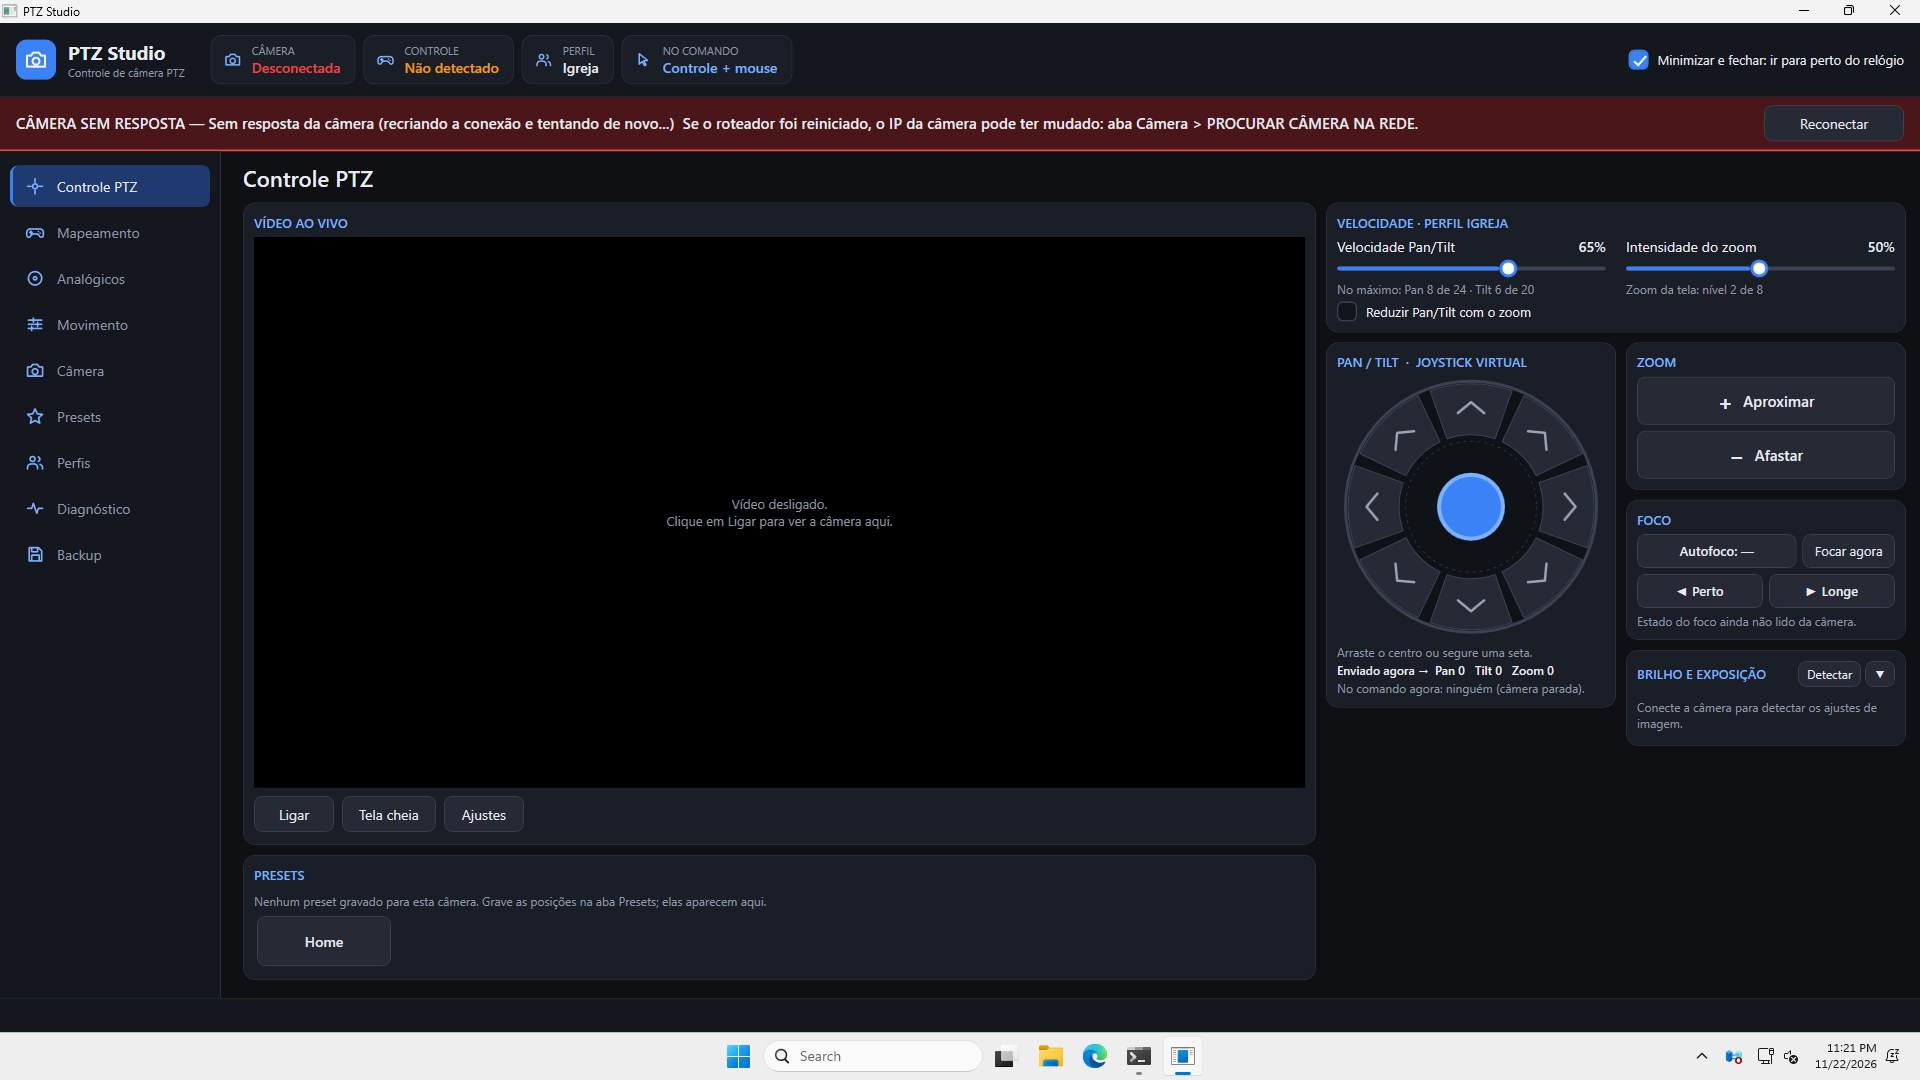 PTZ Studio
PTZ Studio
Controle de câmera PTZ
CÂMERA
Desconectada
CONTROLE
Não detectado
PERFIL
Igreja
NO COMANDO
Controle + mouse
Minimizar e fechar: ir para perto do relógio
CÂMERA SEM RESPOSTA — Sem resposta da câmera (recriando a conexão e tentando de novo...)  Se o roteador foi reiniciado, o IP da câmera pode ter mudado: aba Câmera > PROCURAR CÂMERA NA REDE.
Reconectar
Controle PTZ
Mapeamento
Analógicos
Movimento
Câmera
Presets
Perfis
Diagnóstico
Backup
Controle PTZ
VÍDEO AO VIVO
Vídeo desligado.
Clique em Ligar para ver a câmera aqui.
Ligar
Tela cheia
Ajustes
PRESETS
Nenhum preset gravado para esta câmera. Grave as posições na aba Presets; elas aparecem aqui.
Home
VELOCIDADE · PERFIL IGREJA
Velocidade Pan/Tilt 65%
No máximo: Pan 8 de 24 · Tilt 6 de 20
Reduzir Pan/Tilt com o zoom
Intensidade do zoom 50%
Zoom da tela: nível 2 de 8
PAN / TILT · JOYSTICK VIRTUAL
Arraste o centro ou segure uma seta.
Enviado agora → Pan 0 Tilt 0 Zoom 0
No comando agora: ninguém (câmera parada).
ZOOM
+ Aproximar
– Afastar
FOCO
Autofoco: —
Focar agora
◄ Perto
► Longe
Estado do foco ainda não lido da câmera.
BRILHO E EXPOSIÇÃO
Detectar
▼
Conecte a câmera para detectar os ajustes de
imagem.
Search
11:21 PM
11/22/2026